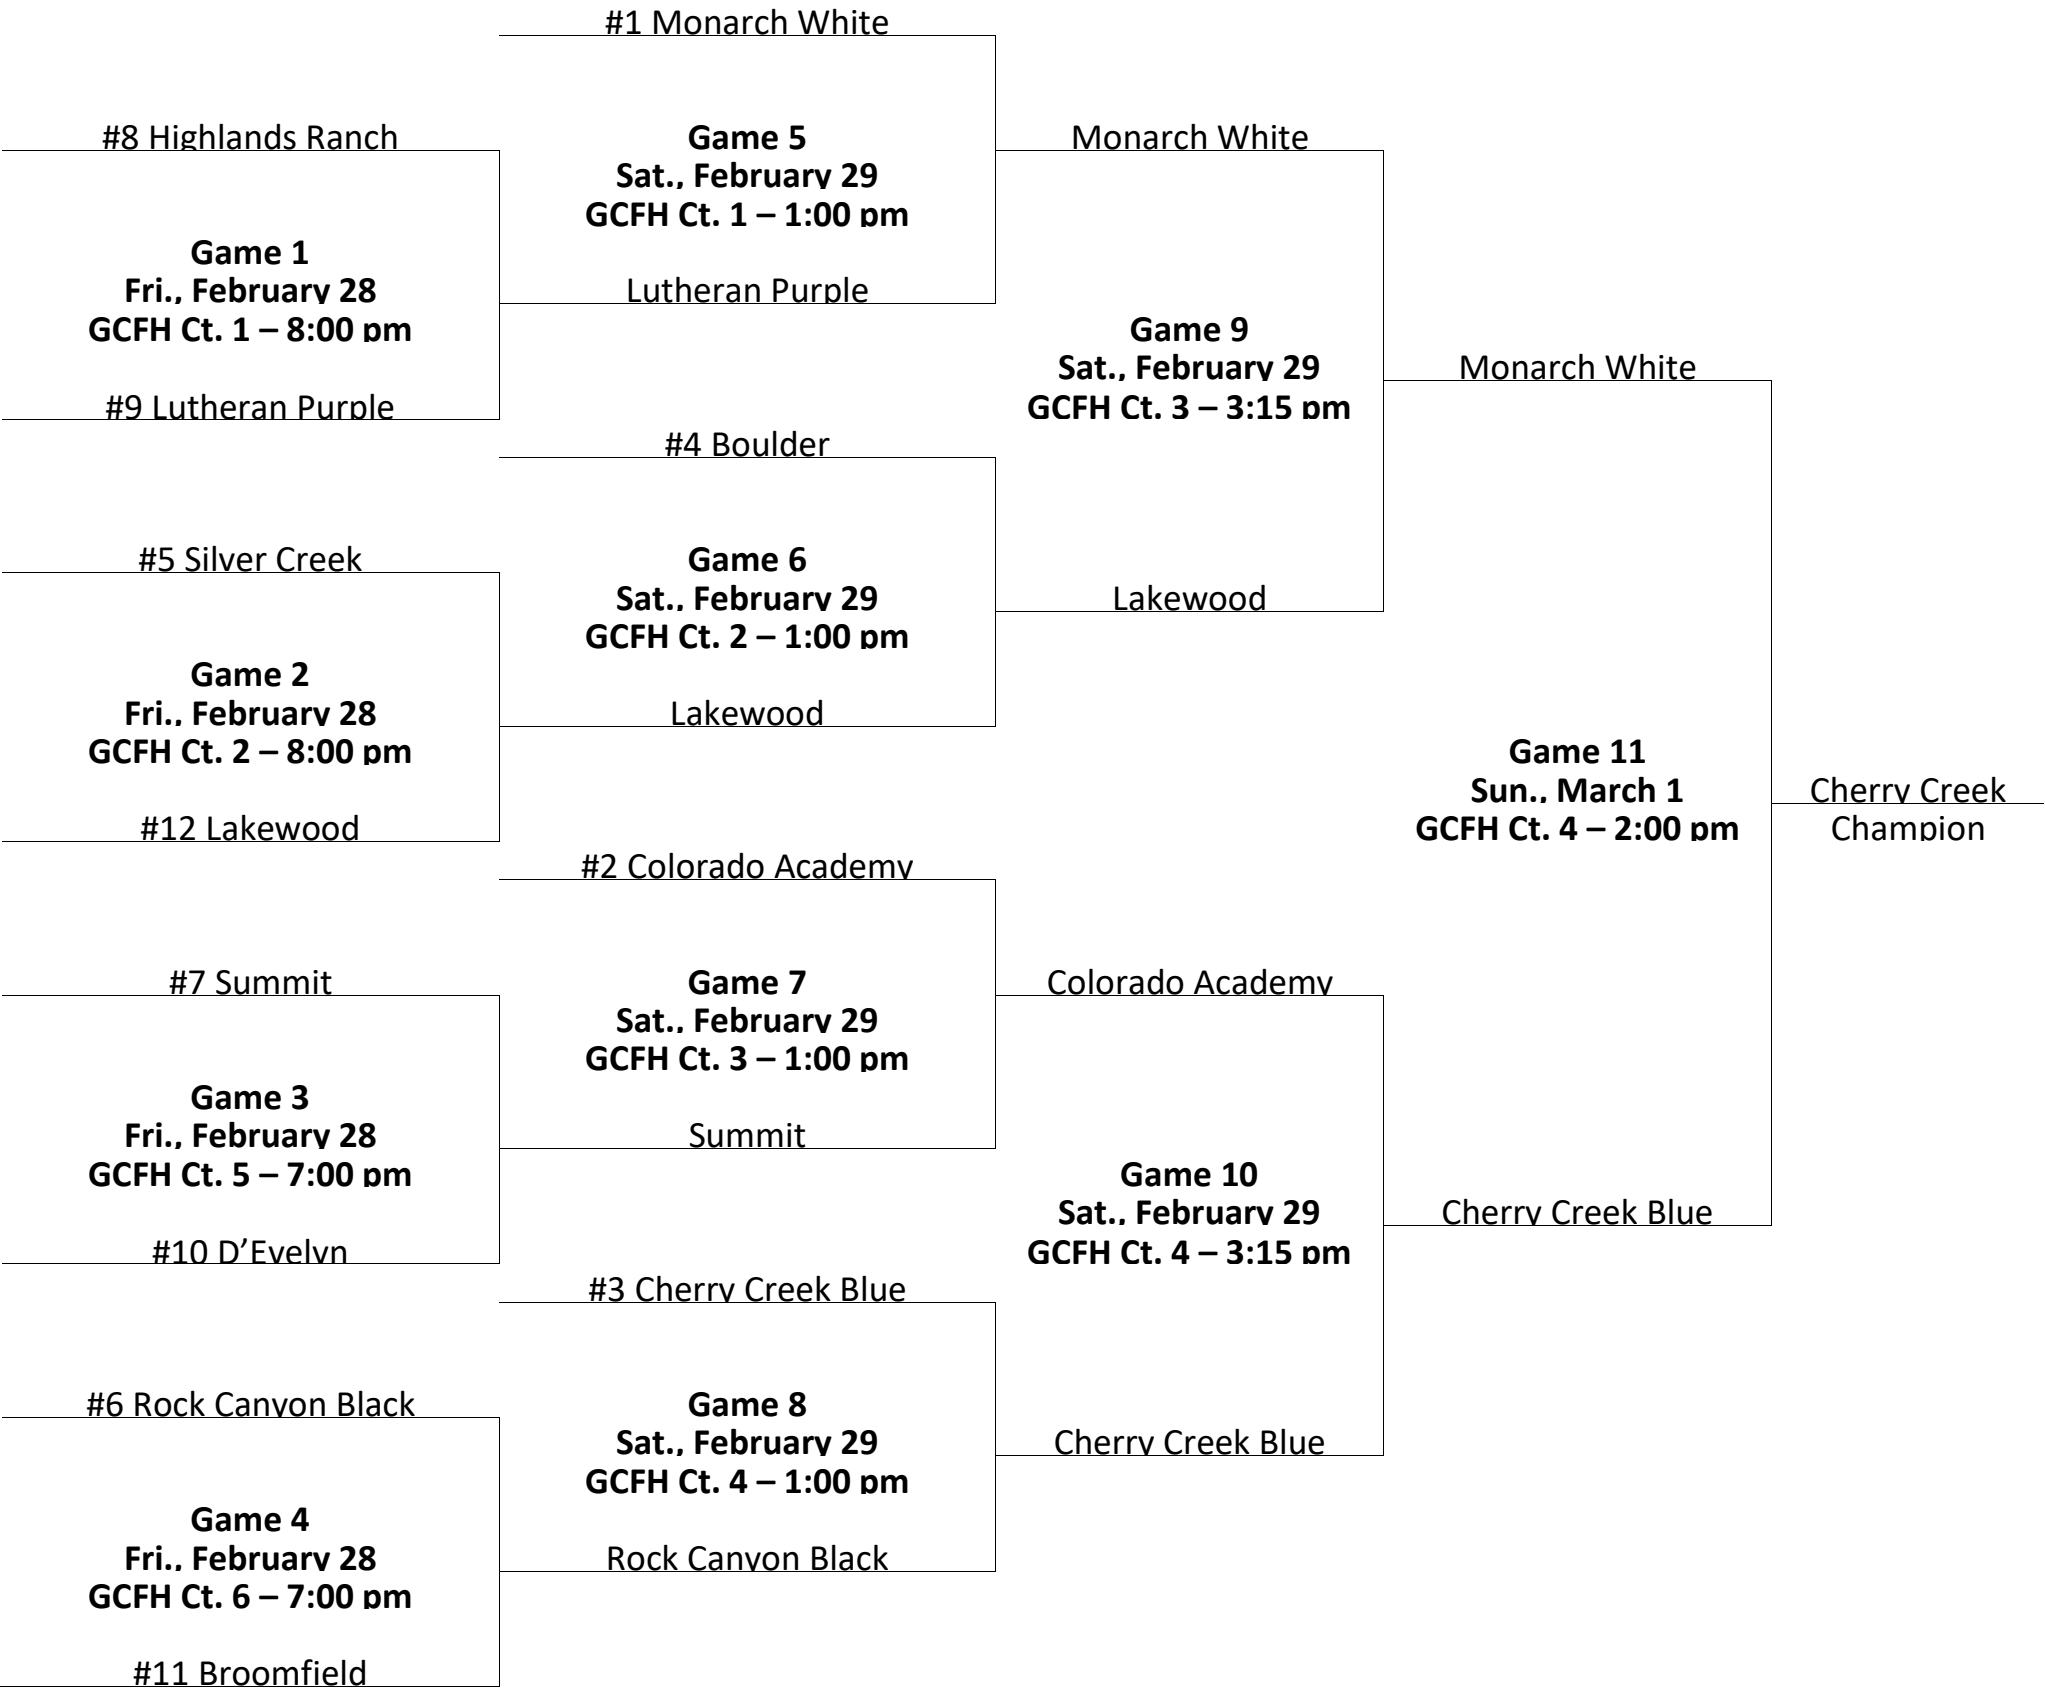 #1 Monarch White
#8 Highlands Ranch
Game 5
Sat., February 29
GCFH Ct. 1 – 1:00 pm
Monarch White
Game 1
Fri., February 28
GCFH Ct. 1 – 8:00 pm
Lutheran Purple
Game 9
Sat., February 29
GCFH Ct. 3 – 3:15 pm
Monarch White
#9 Lutheran Purple
#4 Boulder
#5 Silver Creek
Game 6
Sat., February 29
GCFH Ct. 2 – 1:00 pm
Lakewood
Game 2
Fri., February 28
GCFH Ct. 2 – 8:00 pm
Lakewood
Game 11
Sun., March 1
GCFH Ct. 4 – 2:00 pm
Cherry Creek
Champion
#12 Lakewood
#2 Colorado Academy
#7 Summit
Game 7
Sat., February 29
GCFH Ct. 3 – 1:00 pm
Colorado Academy
Game 3
Fri., February 28
GCFH Ct. 5 – 7:00 pm
Summit
Game 10
Sat., February 29
GCFH Ct. 4 – 3:15 pm
Cherry Creek Blue
#10 D’Evelyn
#3 Cherry Creek Blue
#6 Rock Canyon Black
Game 8
Sat., February 29
GCFH Ct. 4 – 1:00 pm
Cherry Creek Blue
Game 4
Fri., February 28
GCFH Ct. 6 – 7:00 pm
Rock Canyon Black
#11 Broomfield